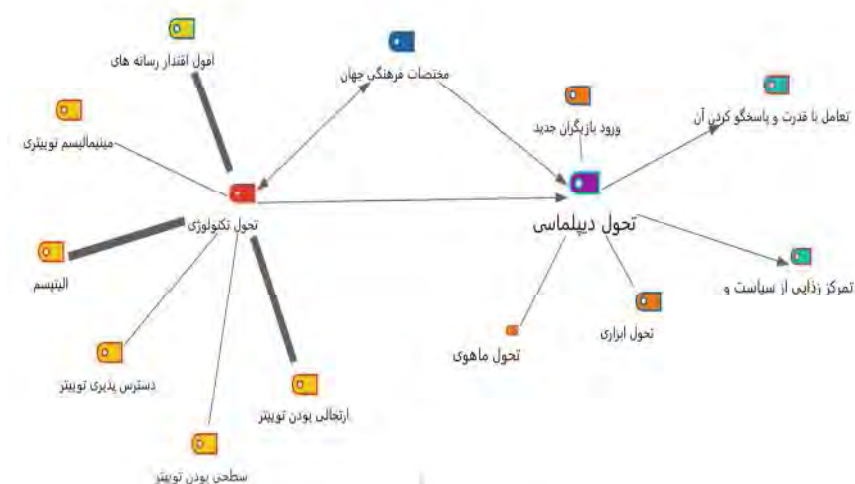 افول اقتدار رسانه های
مختصات فرهنگی جهان
ورود بازیگران جدید
تعامل با قدرت و پاسخگو کردن آن
مینیمالیسم توییتری
تحول تکنولوژی
تحول دیپلماسی
الیتیسم
تمرکز زدایی از سیاست و
تحول ابزاری
تحول ماهوی
دسترس پذیری توییتر
ارتجالی بودن توییتر
سطحی بودن توییتر